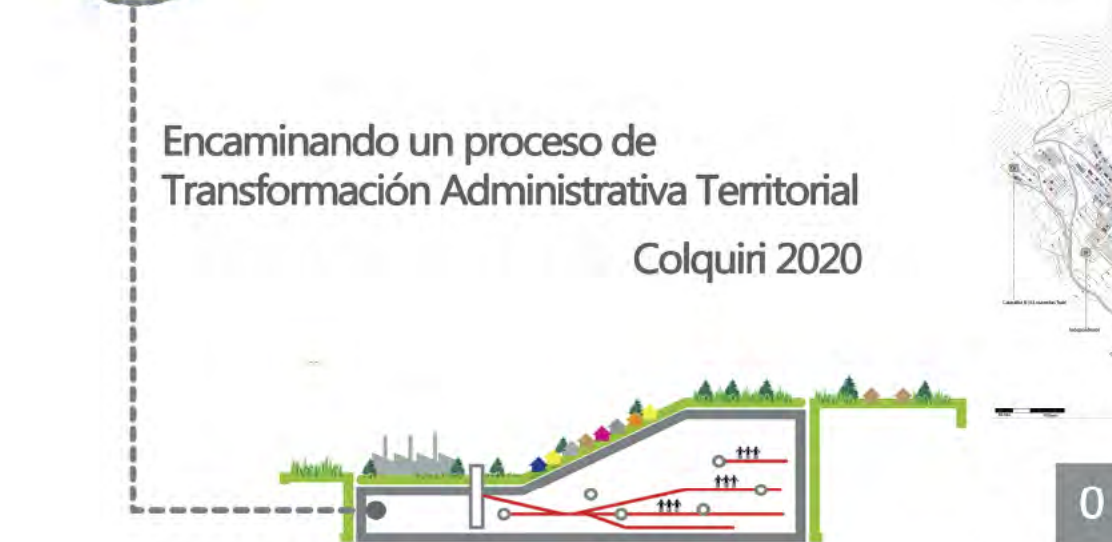 Encaminando un proceso de
Transformación Administrativa Territorial
Colquiri 2020
0